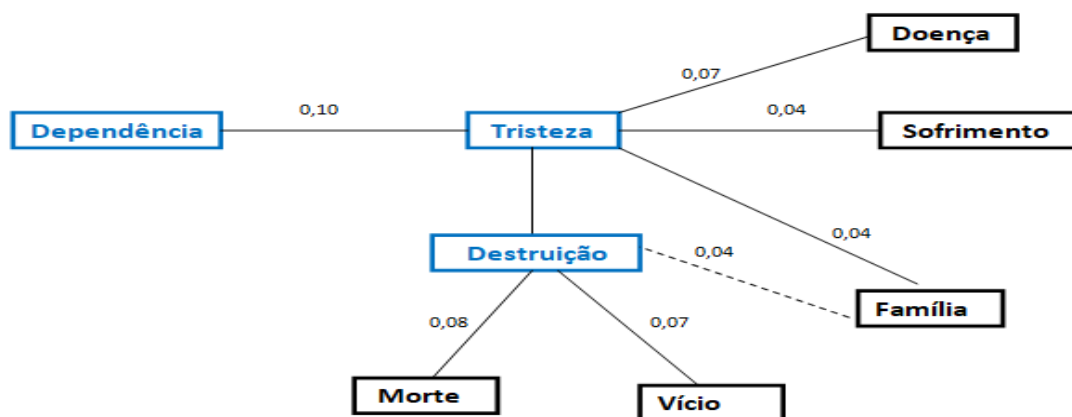 Doença
0,07
0,10
0,04
Dependência
Tristeza
Sofrimento
0,04
Destruição
0,04
Família
0,08
0,07
Morte
Vício